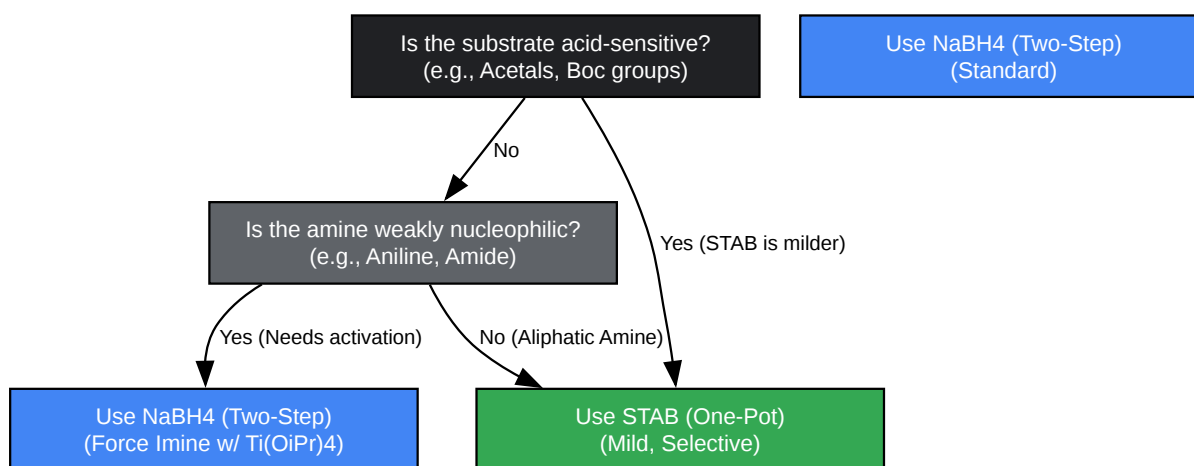 Is the substrate acid-sensitive?
(e.g., Acetals, Boc groups)
Use NaBH4 (Two-Step)
(Standard)
No
Is the amine weakly nucleophilic?
(e.g., Aniline, Amide)
Yes (STAB is milder)
Yes (Needs activation)
No (Aliphatic Amine)
Use NaBH4 (Two-Step)
(Force Imine w/ Ti(OiPr)4)
Use STAB (One-Pot)
(Mild, Selective)